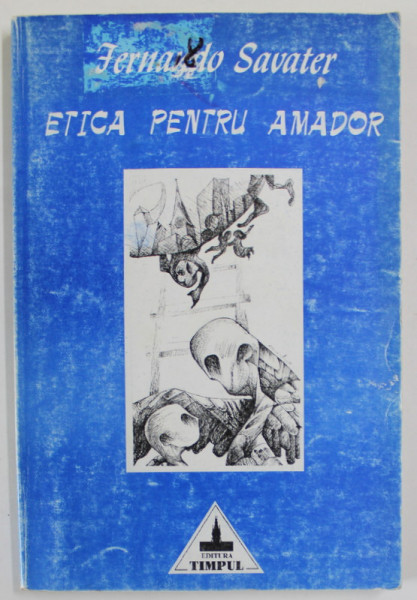 Fernando Savater
ETICA PENTRU AMADOR
EDITURA
TIMPUL